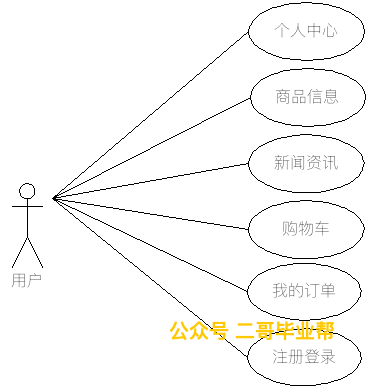 个人中心
商品信息
新闻资讯
购物车
用户
我的订单
公众号 二哥毕业帮
注册登录